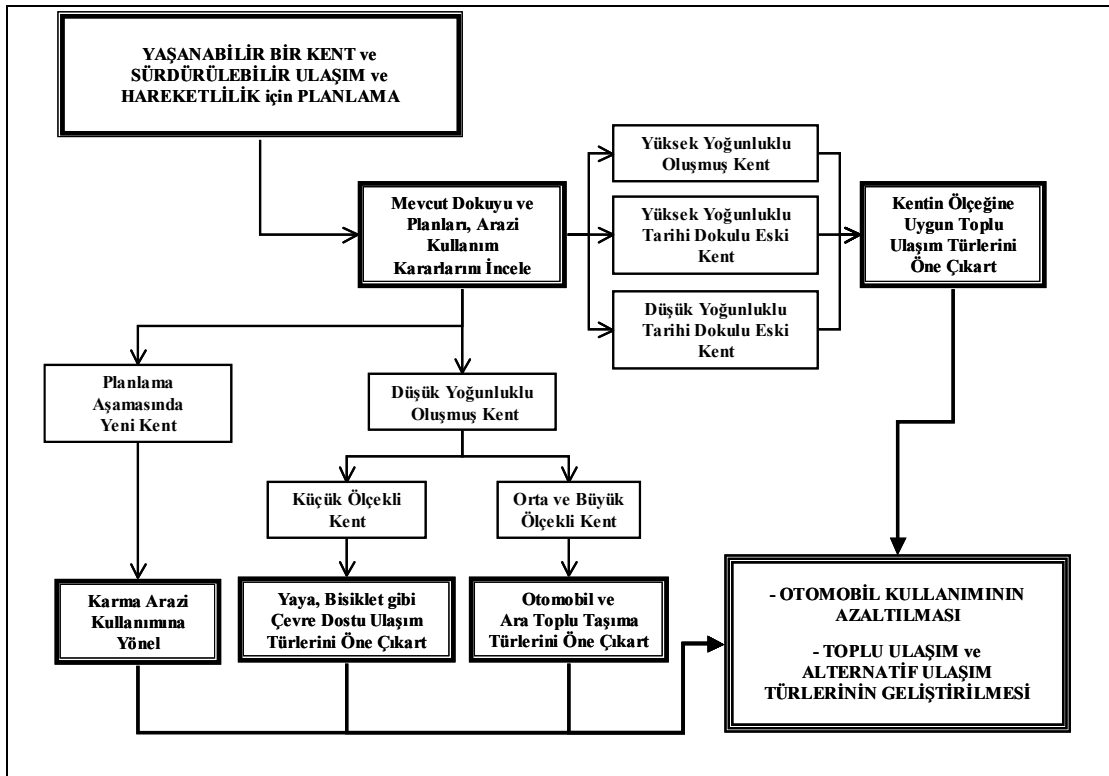 YAŞANABİLİR BİR KENT ve
SÜRDÜRÜLEBİLİR ULAŞIM ve
HAREKETLİLİK için PLANLAMA
Yüksek Yoğunluklu
Oluşmuş Kent
Mevcut Dokuyu ve
Planları, Arazi
Kullanım
Kararlarını İncele
Yüksek Yoğunluklu
Tarihi Dokulu Eski
Kent
Kentin Ölçeğine
Uygun Toplu
Ulaşım Türlerini
Öne Çıkart
Düşük Yoğunluklu
Tarihi Dokulu Eski
Kent
Planlama
Aşamasında
Yeni Kent
Düşük Yoğunluklu
Oluşmuş Kent
Küçük Ölçekli
Kent
Orta ve Büyük
Ölçekli Kent
Karma Arazi
Kullanımına
Yönel
Yaya, Bisiklet gibi
Çevre Dostu Ulaşım
Türlerini Öne Çıkart
Otomobil ve
Ara Toplu Taşıma
Türlerini Öne Çıkart
- OTOMOBİL KULLANIMININ
AZALTILMASI
- TOPLU ULAŞIM ve
ALTERNATİF ULAŞIM
TÜRLERİNİN GELİŞTİRİLMESİ